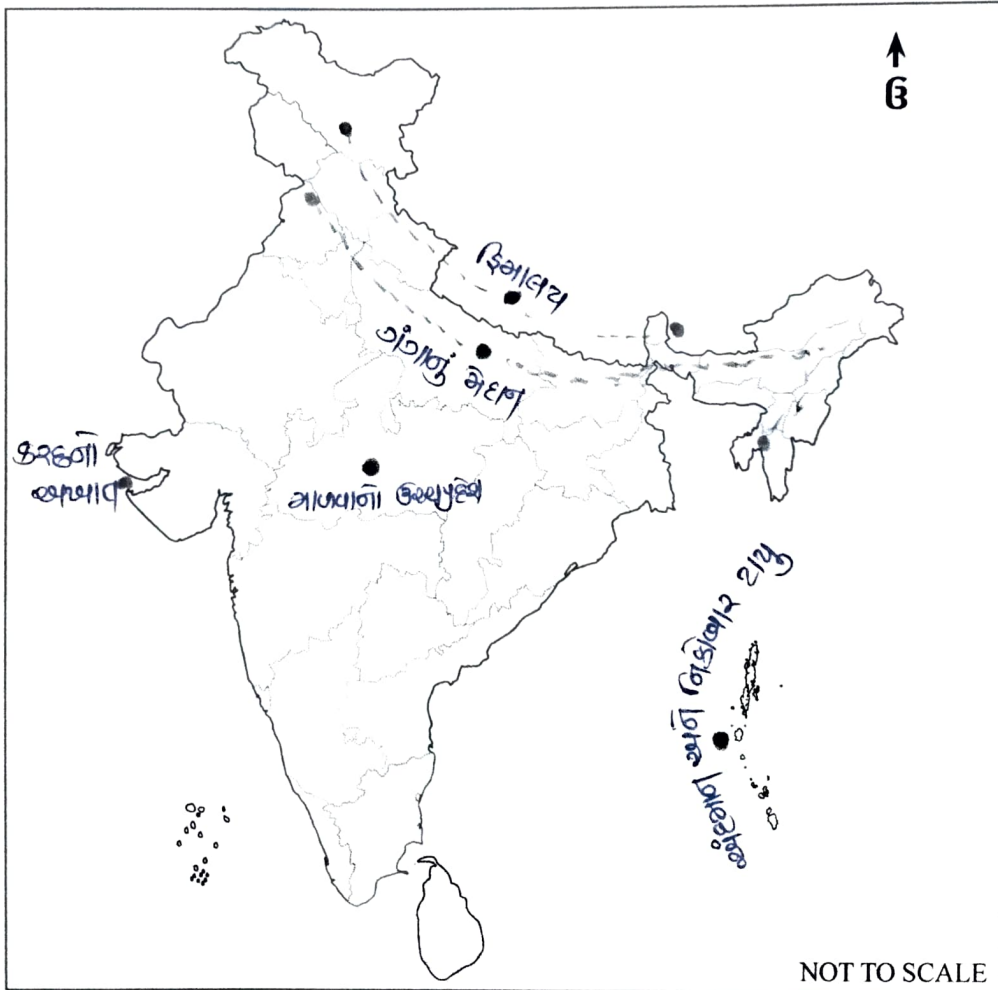 ઉ
હિમાલય
ગંગાનું મેદાન
કચ્છનો
અખાત
માળવાનો ઉચ્ચપ્રદેશ
અંદમાન અને નિકોબાર ટાપુ
NOT TO SCALE